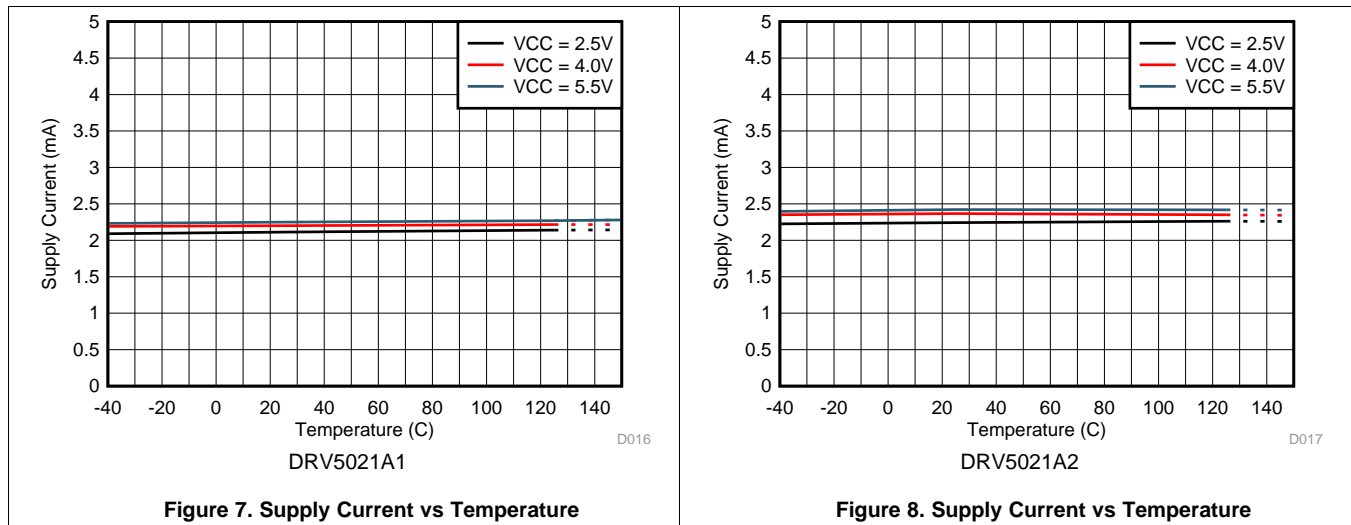 5
4.5
4
3.5
3
2.5
2
1.5
1
0.5
0
Supply Current (mA)
VCC = 2.5V
VCC = 4.0V
VCC = 5.5V
-40 -20 0 20 40 60 80 100 120 140
Temperature (C)
D016
DRV5021A1
Figure 7. Supply Current vs Temperature
5
4.5
4
3.5
3
2.5
2
1.5
1
0.5
0
Supply Current (mA)
VCC = 2.5V
VCC = 4.0V
VCC = 5.5V
-40 -20 0 20 40 60 80 100 120 140
Temperature (C)
D017
DRV5021A2
Figure 8. Supply Current vs Temperature